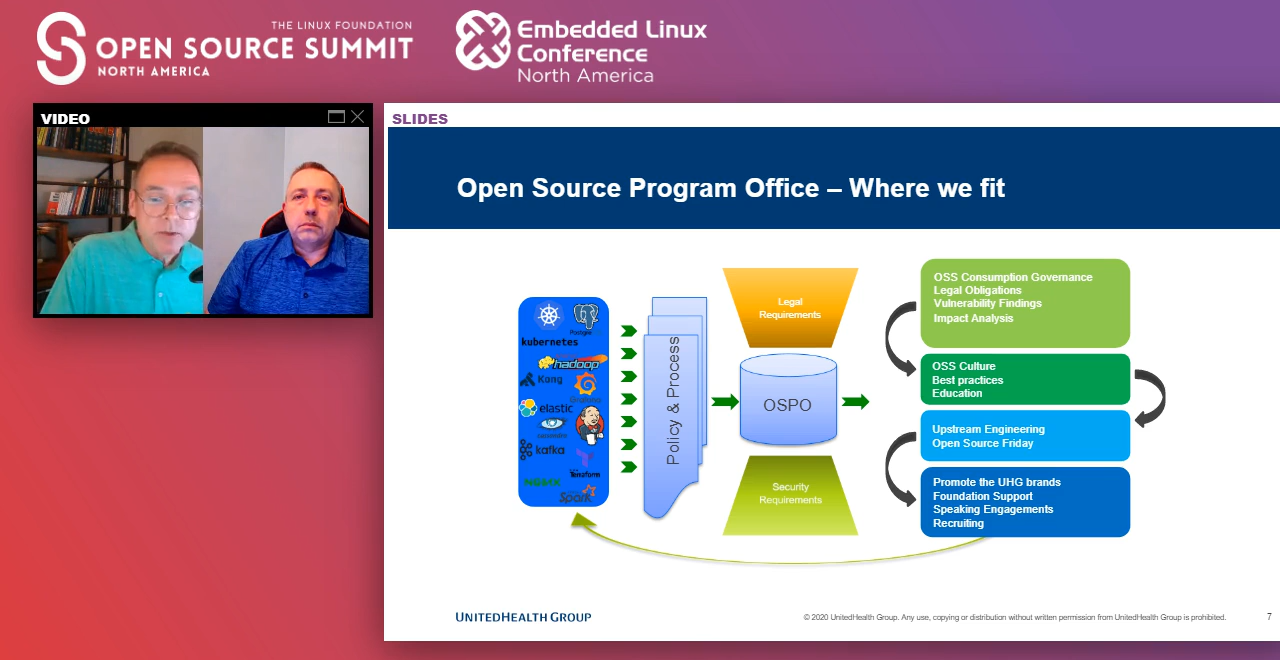 THE LINUX FOUNDATION
OPEN SOURCE SUMMIT
NORTH AMERICA
Embedded Linux
Conference
North America
VIDEO
SLIDES
Open Source Program Office – Where we fit
kubernetes
hadoop
Kong
elastic
kafka
Terraform
Spark
Policy & Process
Legal
Requirements
OSPO
Security
Requirements
OSS Consumption Governance
Legal Obligations
Vulnerability Findings
Impact Analysis
OSS Culture
Best practices
Education
Upstream Engineering
Open Source Friday
Promote the UHG brands
Foundation Support
Speaking Engagements
Recruiting
UNITEDHEALTH GROUP
© 2020 UnitedHealth Group. Any use, copying or distribution without written permission from UnitedHealth Group is prohibited.
7